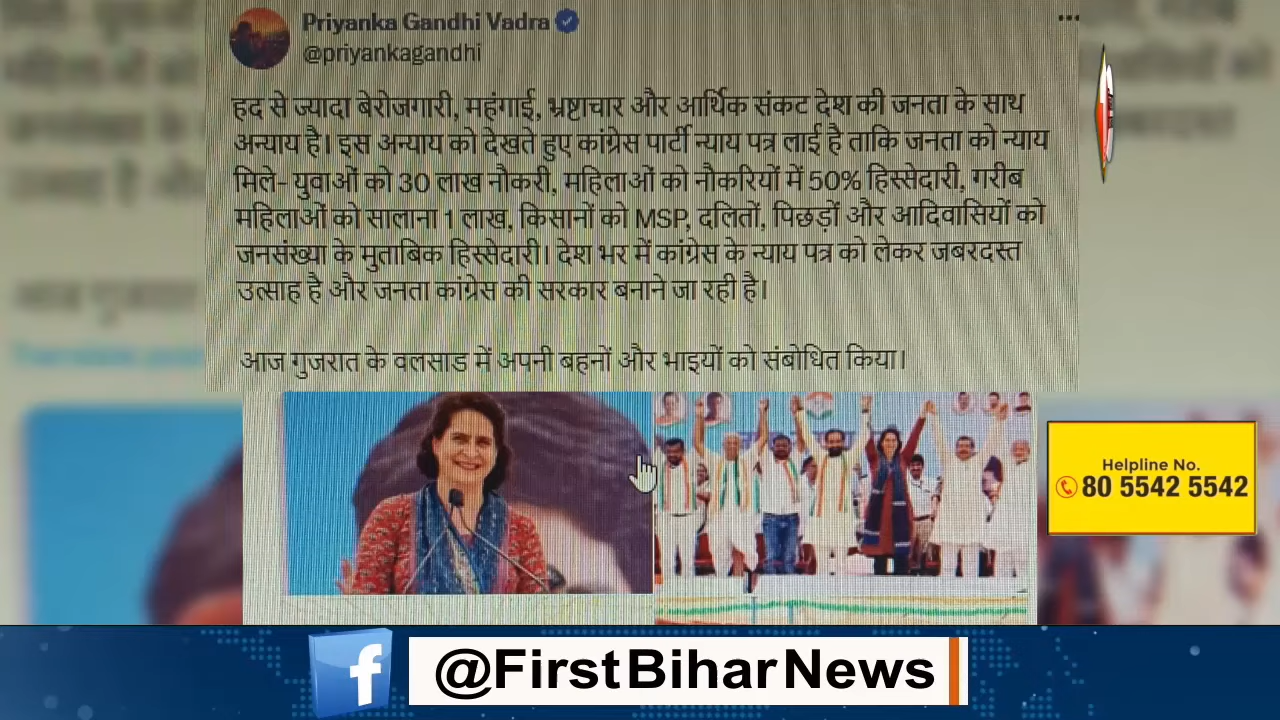 Priyanka Gandhi Vadra
@priyankagandhi
हद से ज्यादा बेरोजगारी, महंगाई, भ्रष्टाचार और आर्थिक संकट देश की जनता के साथ
अन्याय है। इस अन्याय को देखते हुए कांग्रेस पार्टी न्याय पत्र लाई है ताकि जनता को न्याय
मिले- युवाओं को 30 लाख नौकरी, महिलाओं को नौकरियों में 50% हिस्सेदारी, गरीब
महिलाओं को सालाना 1 लाख, किसानों को MSP, दलितों, पिछड़ों और आदिवासियों को
जनसंख्या के मुताबिक हिस्सेदारी। देश भर में कांग्रेस के न्याय पत्र को लेकर जबरदस्त
उत्साह है और जनता कांग्रेस की सरकार बनाने जा रही है।
आज गुजरात के वलसाड में अपनी बहनों और भाइयों को संबोधित किया।
Helpline No.
80 5542 5542
@FirstBiharNews